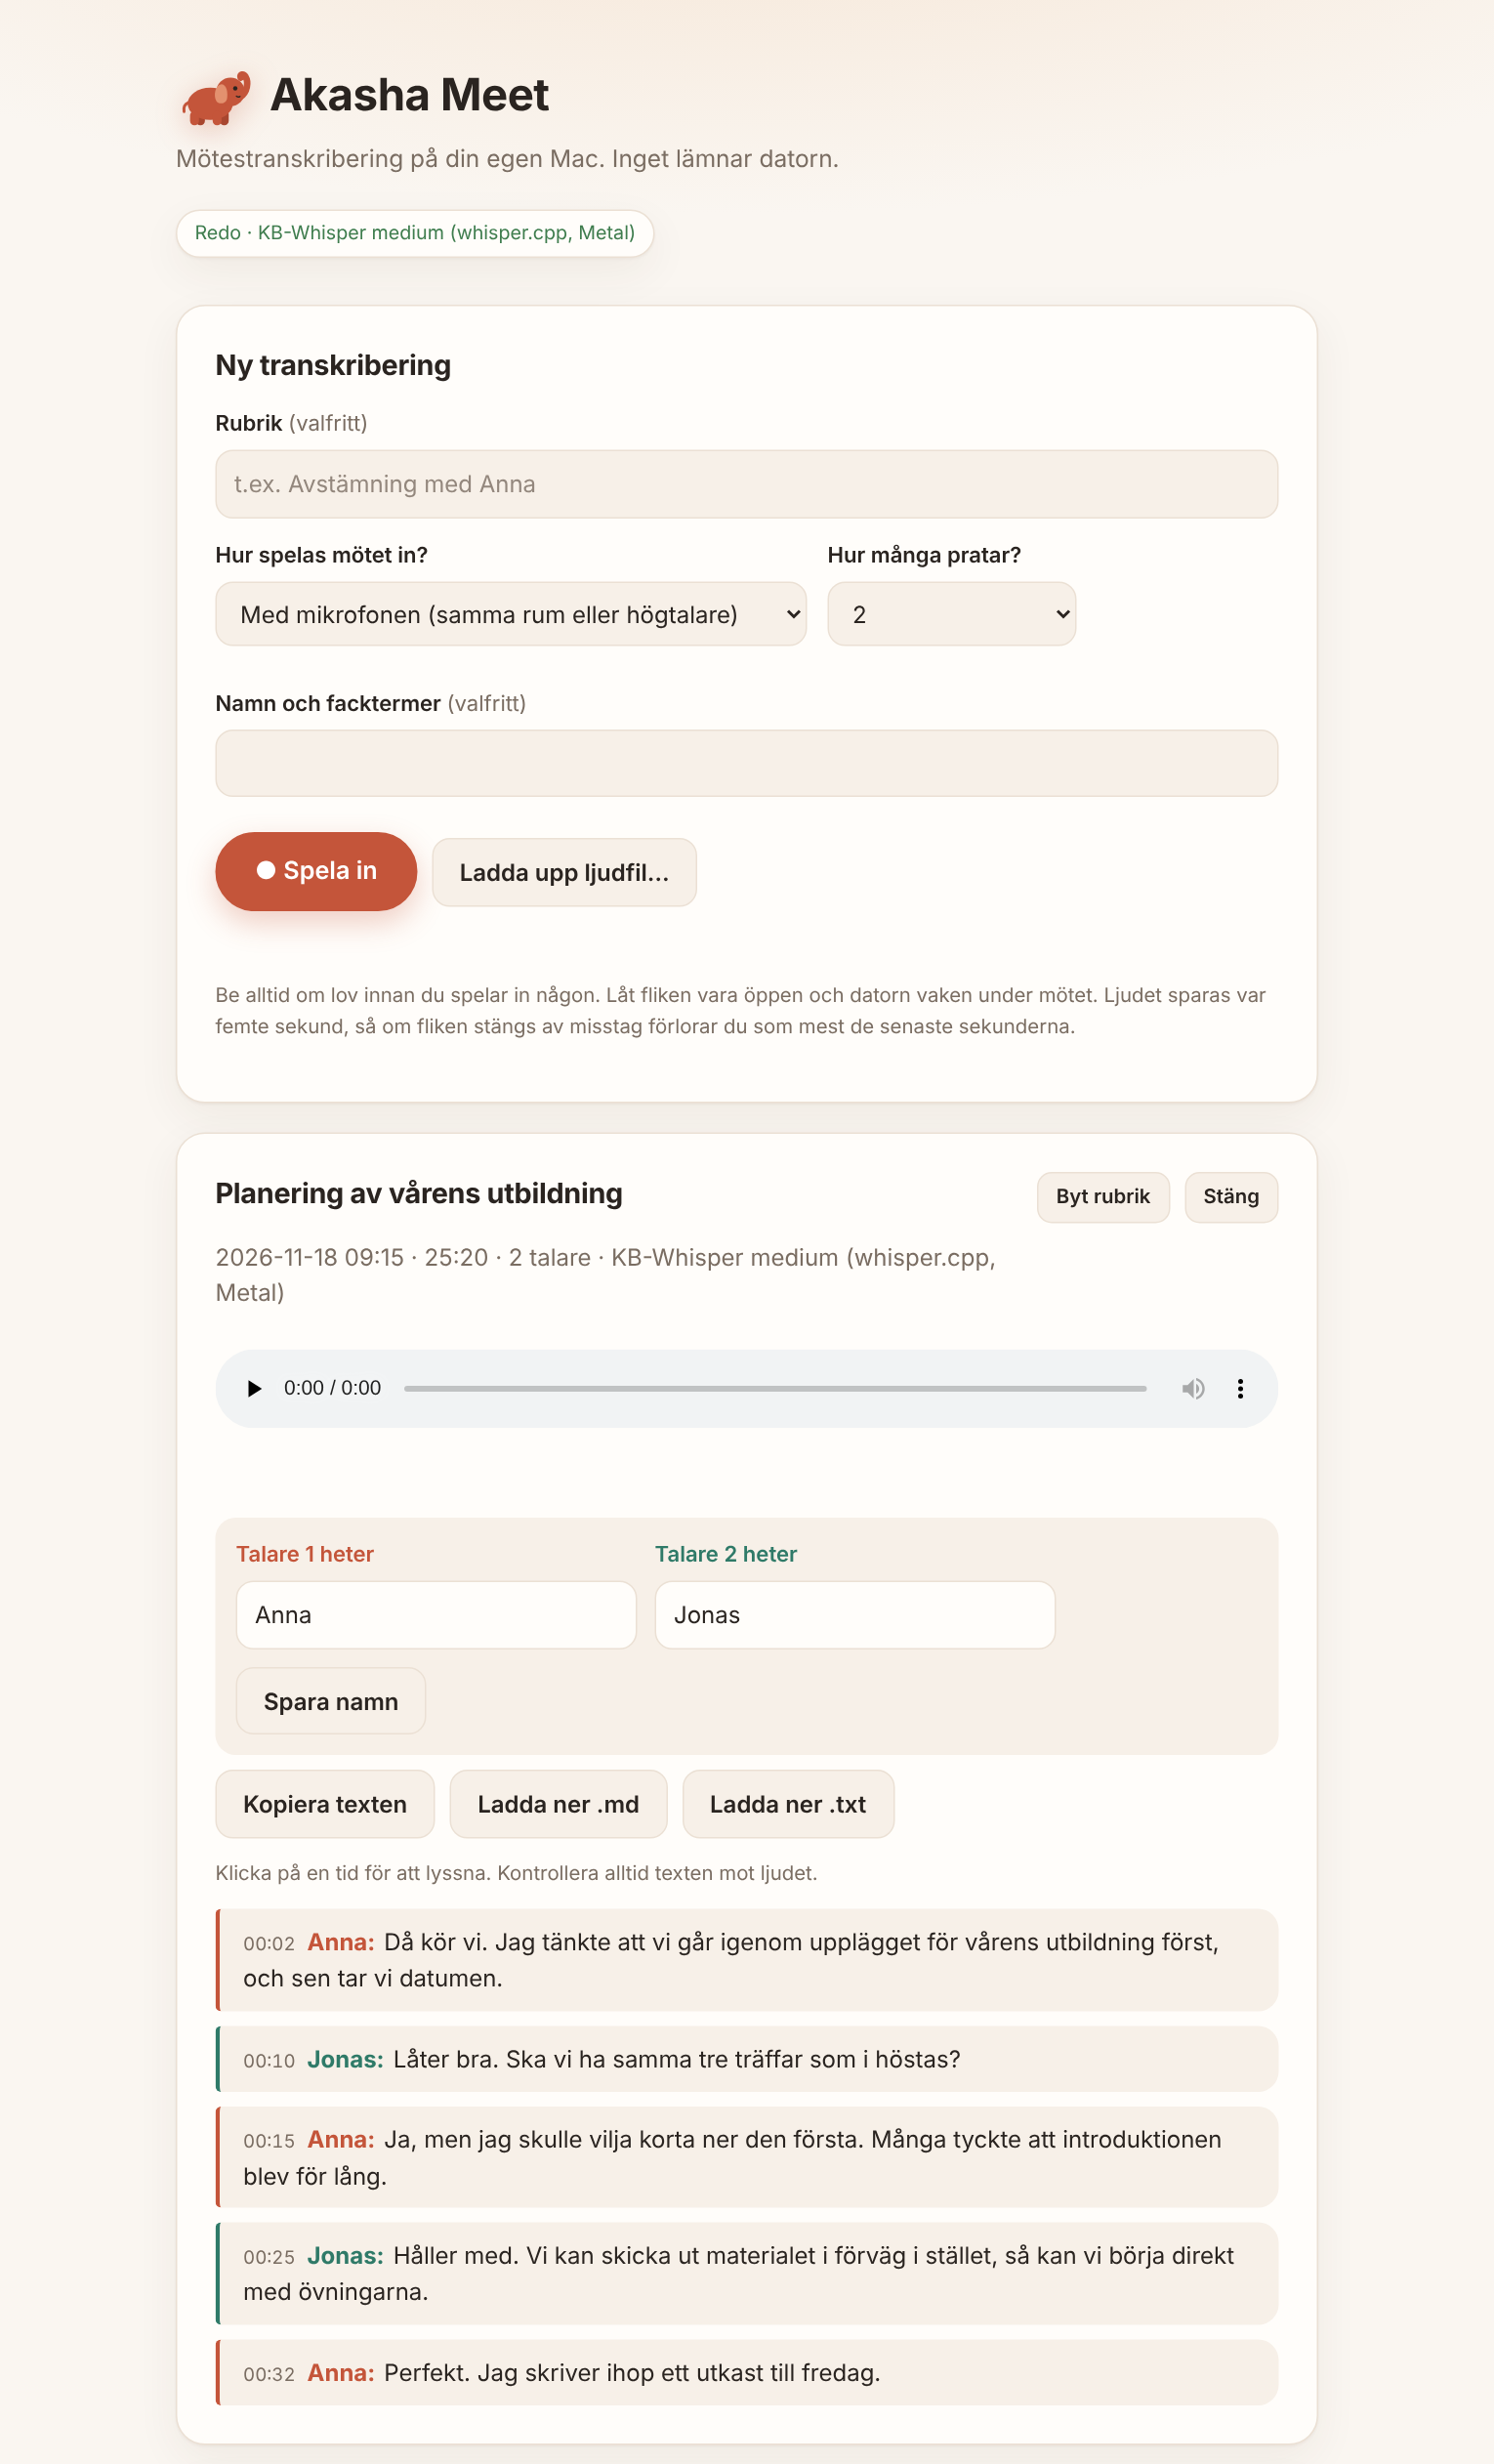 Akasha Meet
Mötestranskribering på din egen Mac. Inget lämnar datorn.
Redo · KB-Whisper medium (whisper.cpp, Metal)
Ny transkribering
Rubrik (valfritt)
t.ex. Avstämning med Anna
Hur spelas mötet in? Hur många pratar?
Med mikrofonen (samma rum eller högtalare) 2
Namn och facktermer (valfritt)
Spela in Ladda upp ljudfil...
Be alltid om lov innan du spelar in någon. Låt fliken vara öppen och datorn vaken under mötet. Ljudet sparas var
femte sekund, så om fliken stängs av misstag förlorar du som mest de senaste sekunderna.
Planering av vårens utbildning Byt rubrik Stäng
2026-11-18 09:15 · 25:20 · 2 talare · KB-Whisper medium (whisper.cpp,
Metal)
0:00 / 0:00
Talare 1 heter Talare 2 heter
Anna Jonas
Spara namn
Kopiera texten Ladda ner .md Ladda ner .txt
Klicka på en tid för att lyssna. Kontrollera alltid texten mot ljudet.
00:02 Anna: Då kör vi. Jag tänkte att vi går igenom upplägget för vårens utbildning först,
och sen tar vi datumen.
00:10 Jonas: Låter bra. Ska vi ha samma tre träffar som i höstas?
00:15 Anna: Ja, men jag skulle vilja korta ner den första. Många tyckte att introduktionen
blev för lång.
00:25 Jonas: Håller med. Vi kan skicka ut materialet i förväg i stället, så kan vi börja direkt
med övningarna.
00:32 Anna: Perfekt. Jag skriver ihop ett utkast till fredag.